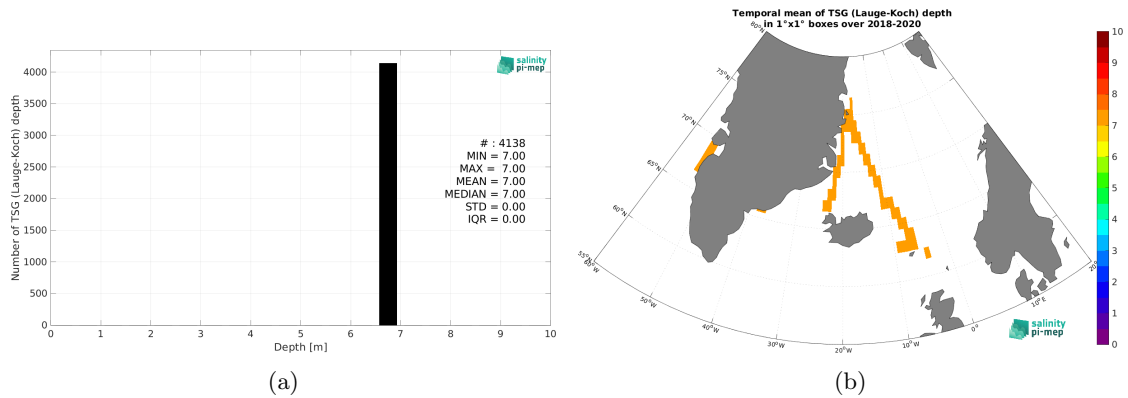 salinity
pi-mep
4000
3500
3000
2500
2000
1500
1000
500
0
Number of TSG (Lauge-Koch) depth
# : 4138
MIN = 7.00
MAX = 7.00
MEAN = 7.00
MEDIAN = 7.00
STD = 0.00
IQR = 0.00
0 1 2 3 4 5 6 7 8 9 10
Depth [m]
(a)
Temporal mean of TSG (Lauge-Koch) depth
in 1°x1° boxes over 2018-2020
80°N
75°N
70°N
65°N
60°N
55°N
60°W
50°W
40°W
30°W
20°W
10°W
0°
10°E
10
9
8
7
6
5
4
3
2
1
0
salinity
pi-mep
(b)